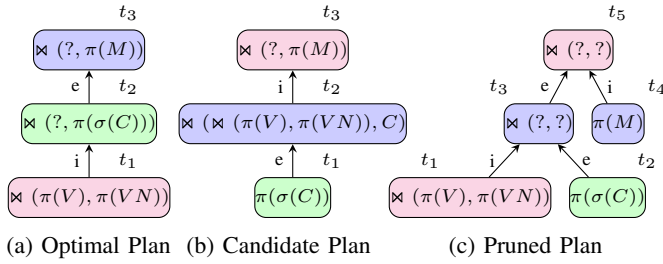 t₃ t₃ t₅
⋈ (?, π(M)) ⋈ (?, π(M)) ⋈ (?, ?)
e t₂ i t₂ t₃ e i t₄
⋈ (?, π(σ(C))) ⋈ (⋈ (π(V), π(VN)), C) ⋈ (?, ?) π(M)
i t₁ e t₁ t₁ i e t₂
⋈ (π(V), π(VN)) π(σ(C)) ⋈ (π(V), π(VN)) π(σ(C))
(a) Optimal Plan (b) Candidate Plan (c) Pruned Plan